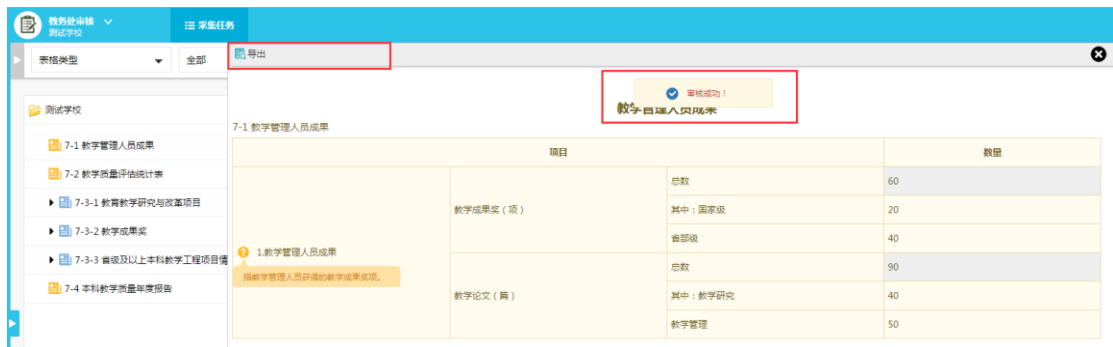 教务处审核
测试学校
采集任务
表格类型
全部
导出
审核成功！
测试学校
教学管理人员成果
7-1 教学管理人员成果
7-1 教学管理人员成果
项目
数量
7-2 教学质量评估统计表
总数
60
7-3-1 教育教学研究与改革项目
教学成果奖（项）
其中：国家级
20
7-3-2 教学成果奖
省部级
40
1.教学管理人员成果
7-3-3 省级及以上本科教学工程项目情
总数
90
指教学管理人员获得的教学成果奖项。
7-4 本科教学质量年度报告
教学论文（篇）
其中：教学研究
40
教学管理
50